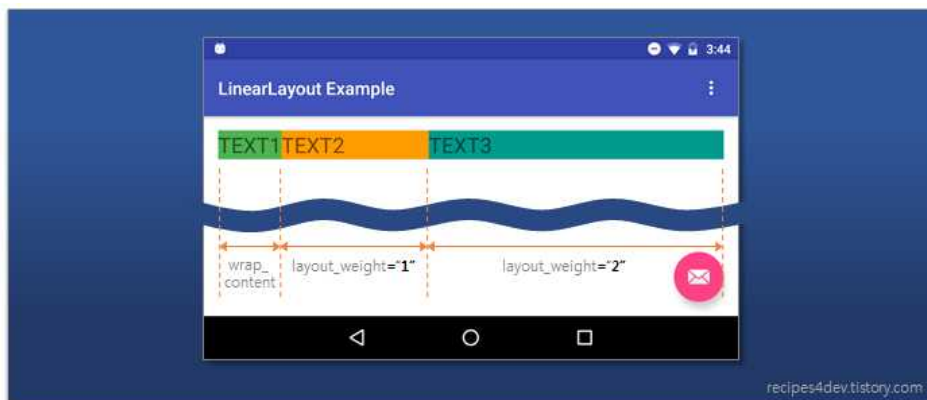 3:44
LinearLayout Example
TEXT1 TEXT2 TEXT3
wrap_
content
layout_weight="1"
layout_weight="2"
recipes4dev.tistory.com